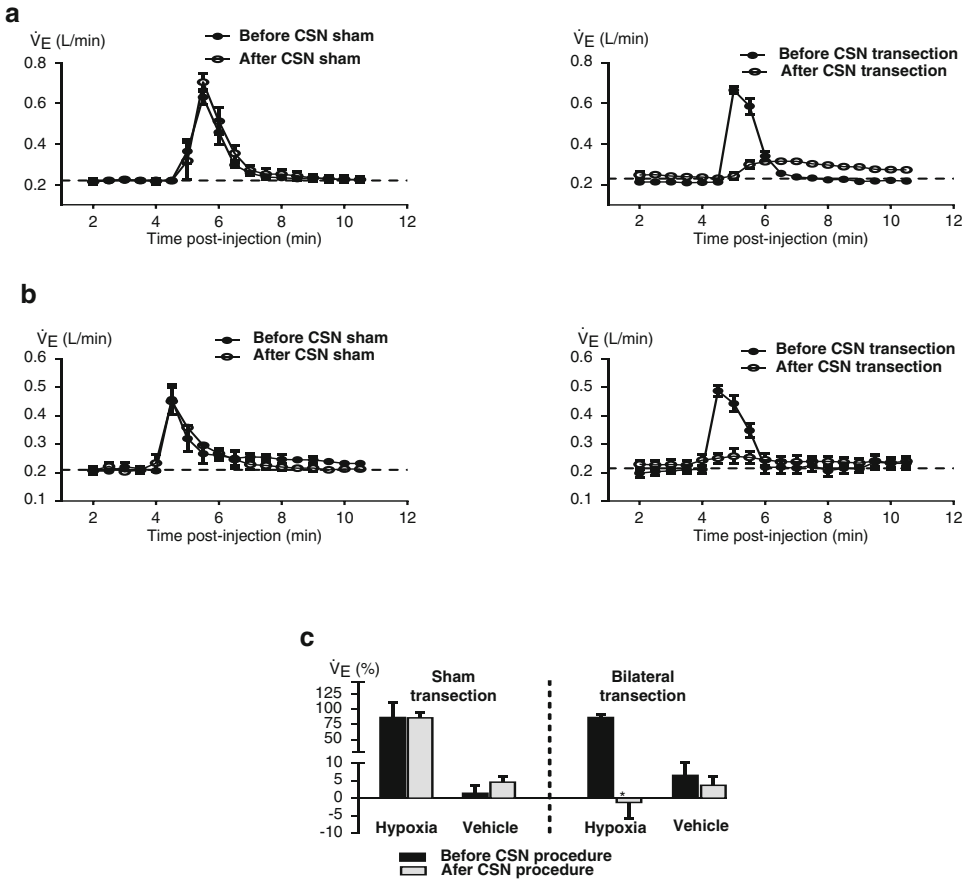 a
V̇E (L/min)
Before CSN sham
After CSN sham
0.8
0.6
0.4
0.2
2 4 6 8 10 12
Time post-injection (min)
V̇E (L/min)
Before CSN transection
After CSN transection
0.8
0.6
0.4
0.2
2 4 6 8 10 12
Time post-injection (min)
b
V̇E (L/min)
Before CSN sham
After CSN sham
0.6
0.5
0.4
0.3
0.2
0.1
2 4 6 8 10 12
Time post-injection (min)
V̇E (L/min)
Before CSN transection
After CSN transection
0.6
0.5
0.4
0.3
0.2
0.1
2 4 6 8 10 12
Time post-injection (min)
c
V̇E (%)
Sham
transection
Bilateral
transection
125
100
75
50
10
5
0
-5
-10
*
Hypoxia Vehicle Hypoxia Vehicle
Before CSN procedure
Afer CSN procedure